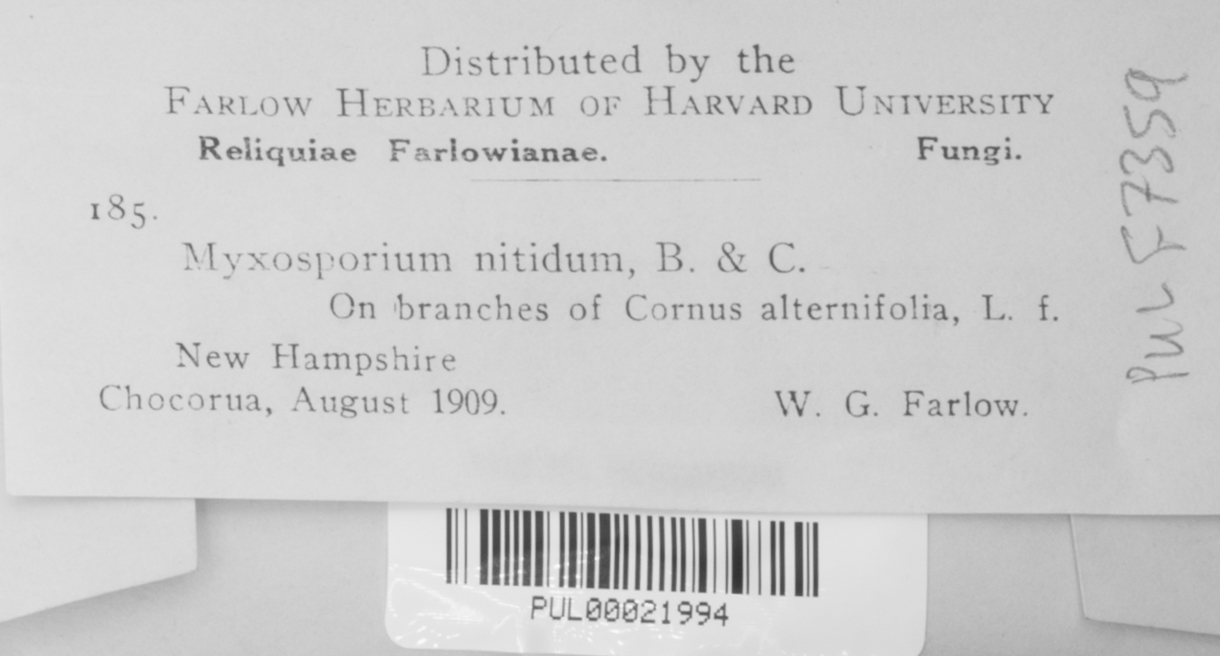 Distributed by the
FARLOW HERBARIUM OF HARVARD UNIVERSITY
Reliquiae Farlowianae. Fungi.
185.
Myxosporium nitidum, B. & C.
On branches of Cornus alternifolia, L. f.
New Hampshire
Chocorua, August 1909. W. G. Farlow.
PUL F7359
PUL00021994